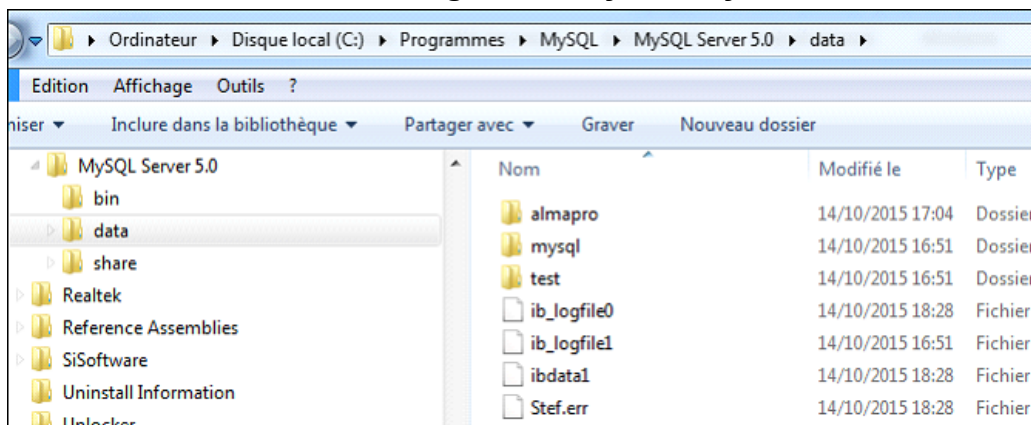 Ordinateur Disque local (C:) Programmes MySQL MySQL Server 5.0 data
Edition Affichage Outils ?
niser Inclure dans la bibliothèque Partager avec Graver Nouveau dossier
MySQL Server 5.0
bin
data
share
Realtek
Reference Assemblies
SiSoftware
Uninstall Information
Unlocker
Nom Modifié le Type
almapro 14/10/2015 17:04 Dossier
mysql 14/10/2015 16:51 Dossier
test 14/10/2015 16:51 Dossier
ib_logfile0 14/10/2015 18:28 Fichier
ib_logfile1 14/10/2015 16:51 Fichier
ibdata1 14/10/2015 18:28 Fichier
Stef.err 14/10/2015 18:28 Fichier